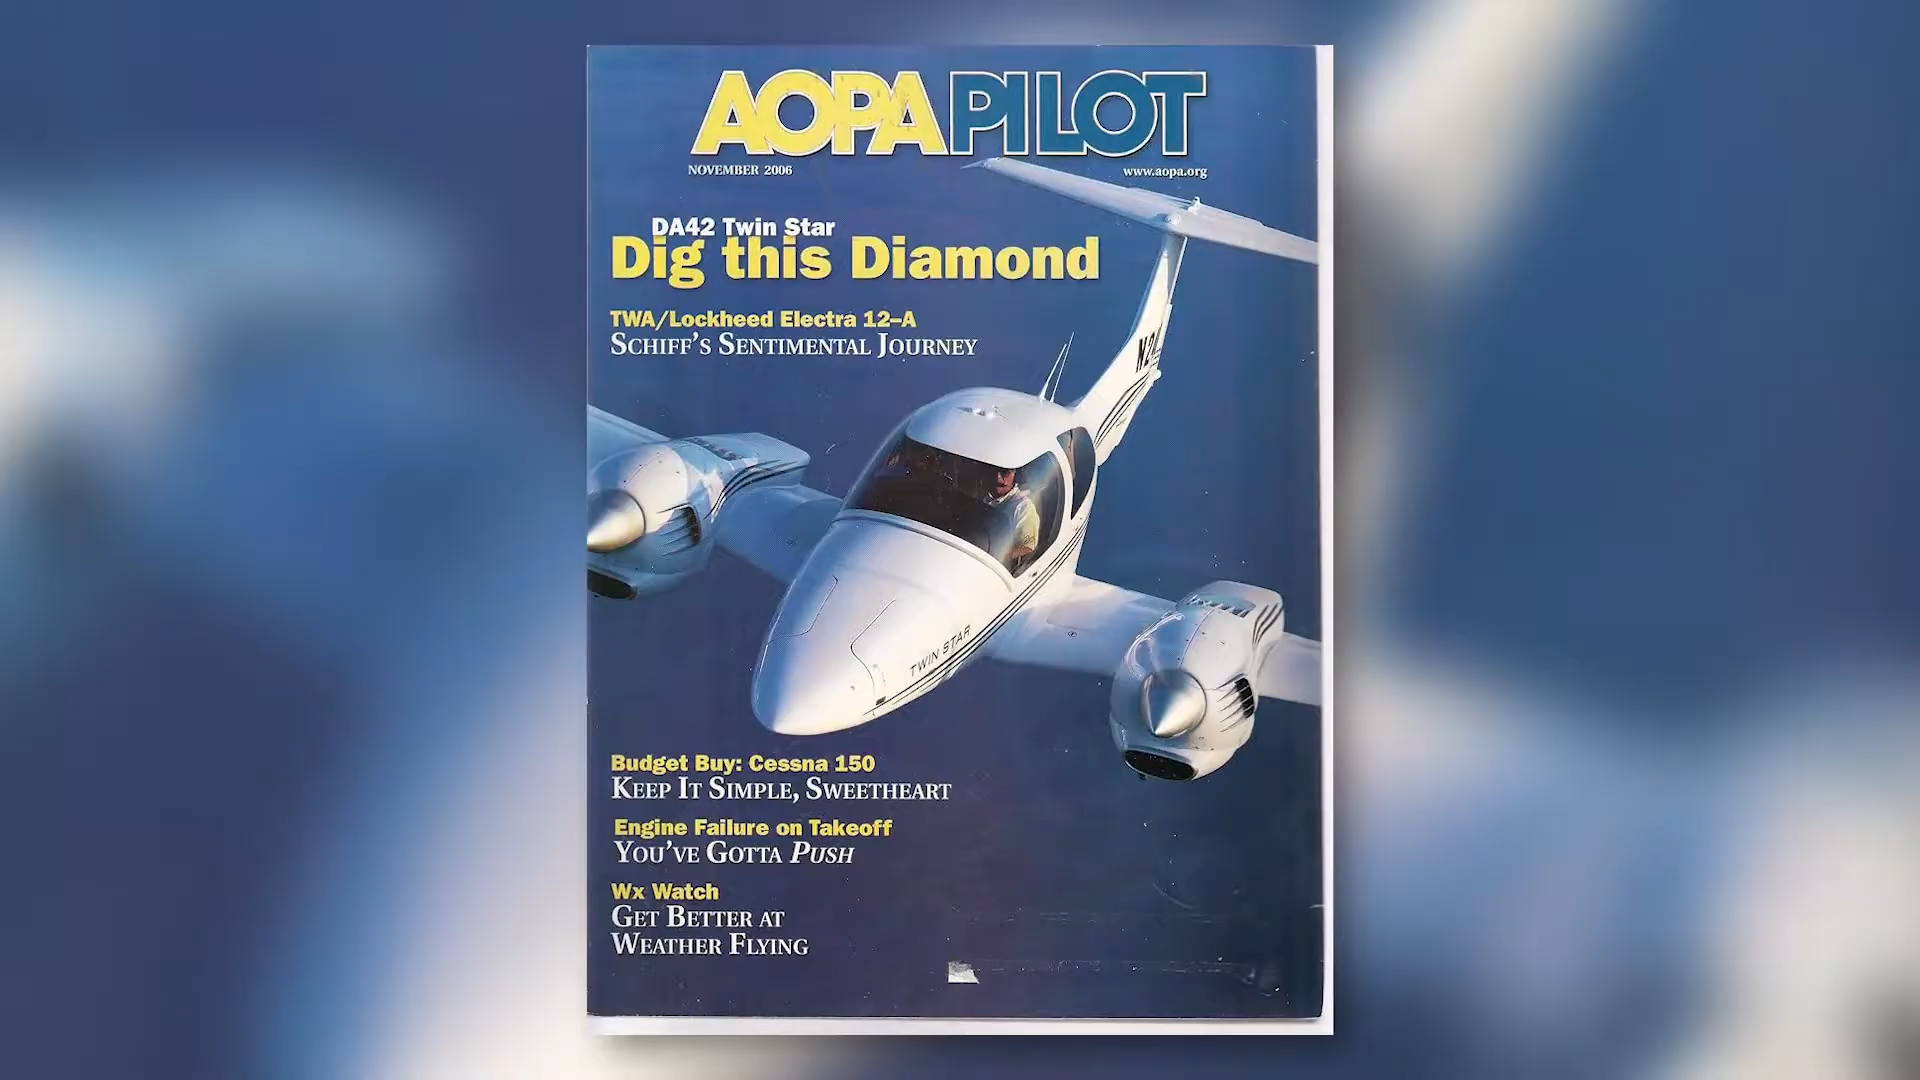 AOPA PILOT
NOVEMBER 2006
www.aopa.org
DA42 Twin Star
Dig this Diamond
TWA/Lockheed Electra 12–A
SCHIFF'S SENTIMENTAL JOURNEY
TWIN STAR
Budget Buy: Cessna 150
KEEP IT SIMPLE, SWEETHEART
Engine Failure on Takeoff
YOU'VE GOTTA PUSH
Wx Watch
GET BETTER AT
WEATHER FLYING